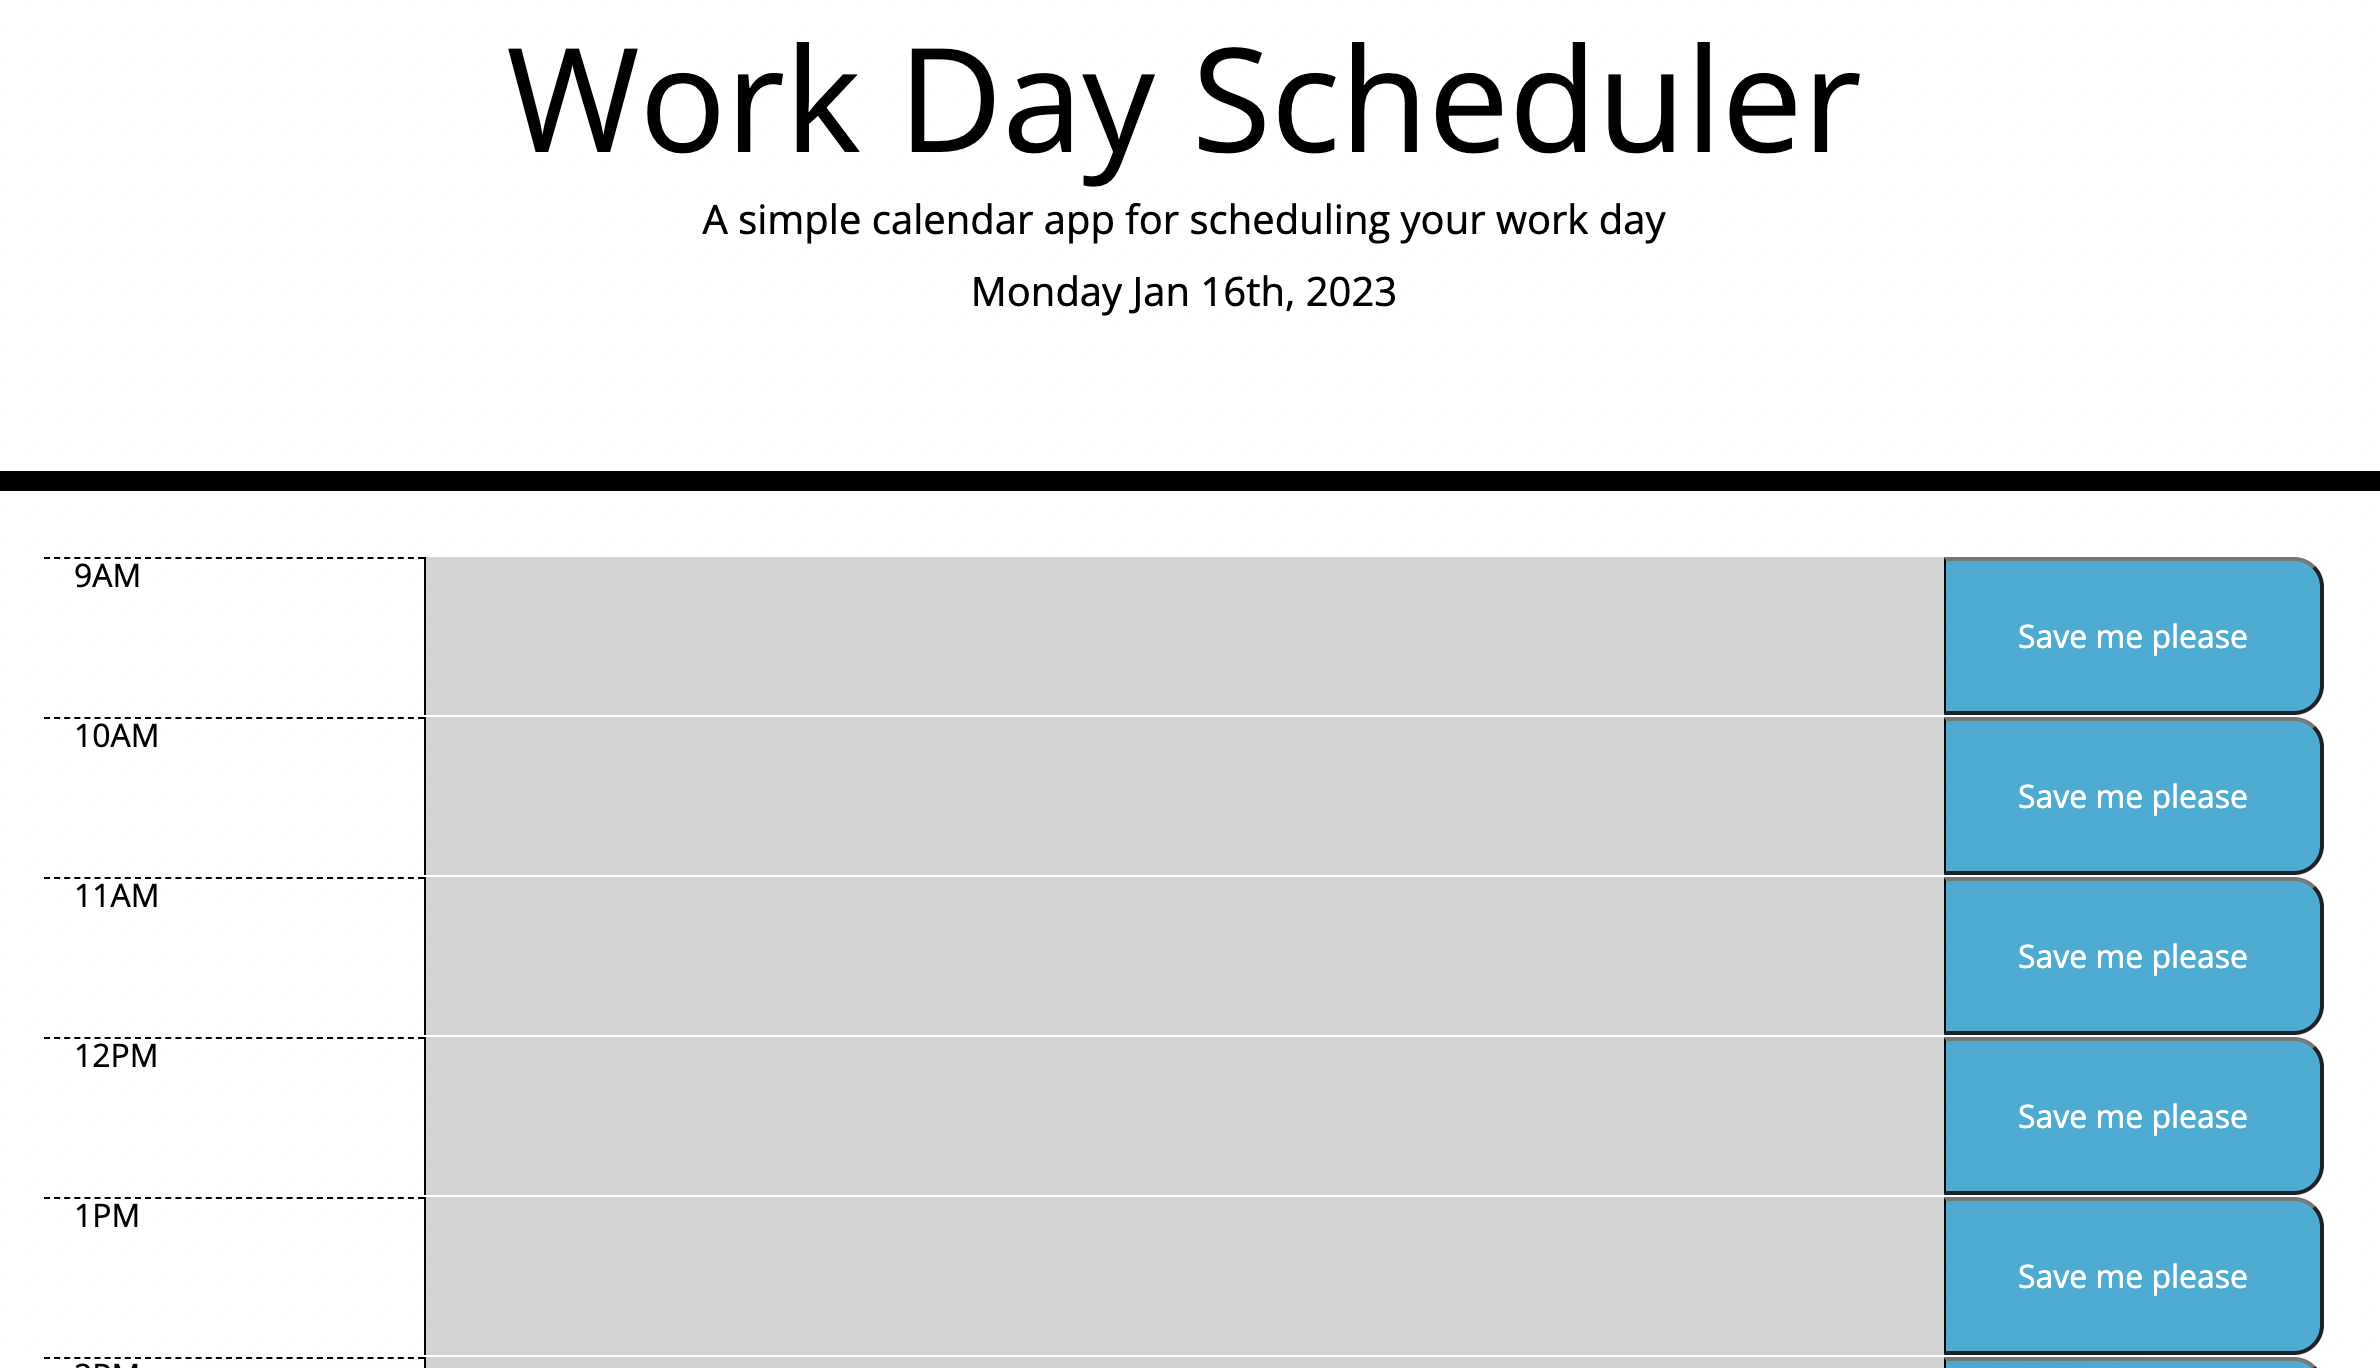 Work Day Scheduler
A simple calendar app for scheduling your work day
Monday Jan 16th, 2023
9AM
Save me please
10AM
Save me please
11AM
Save me please
12PM
Save me please
1PM
Save me please